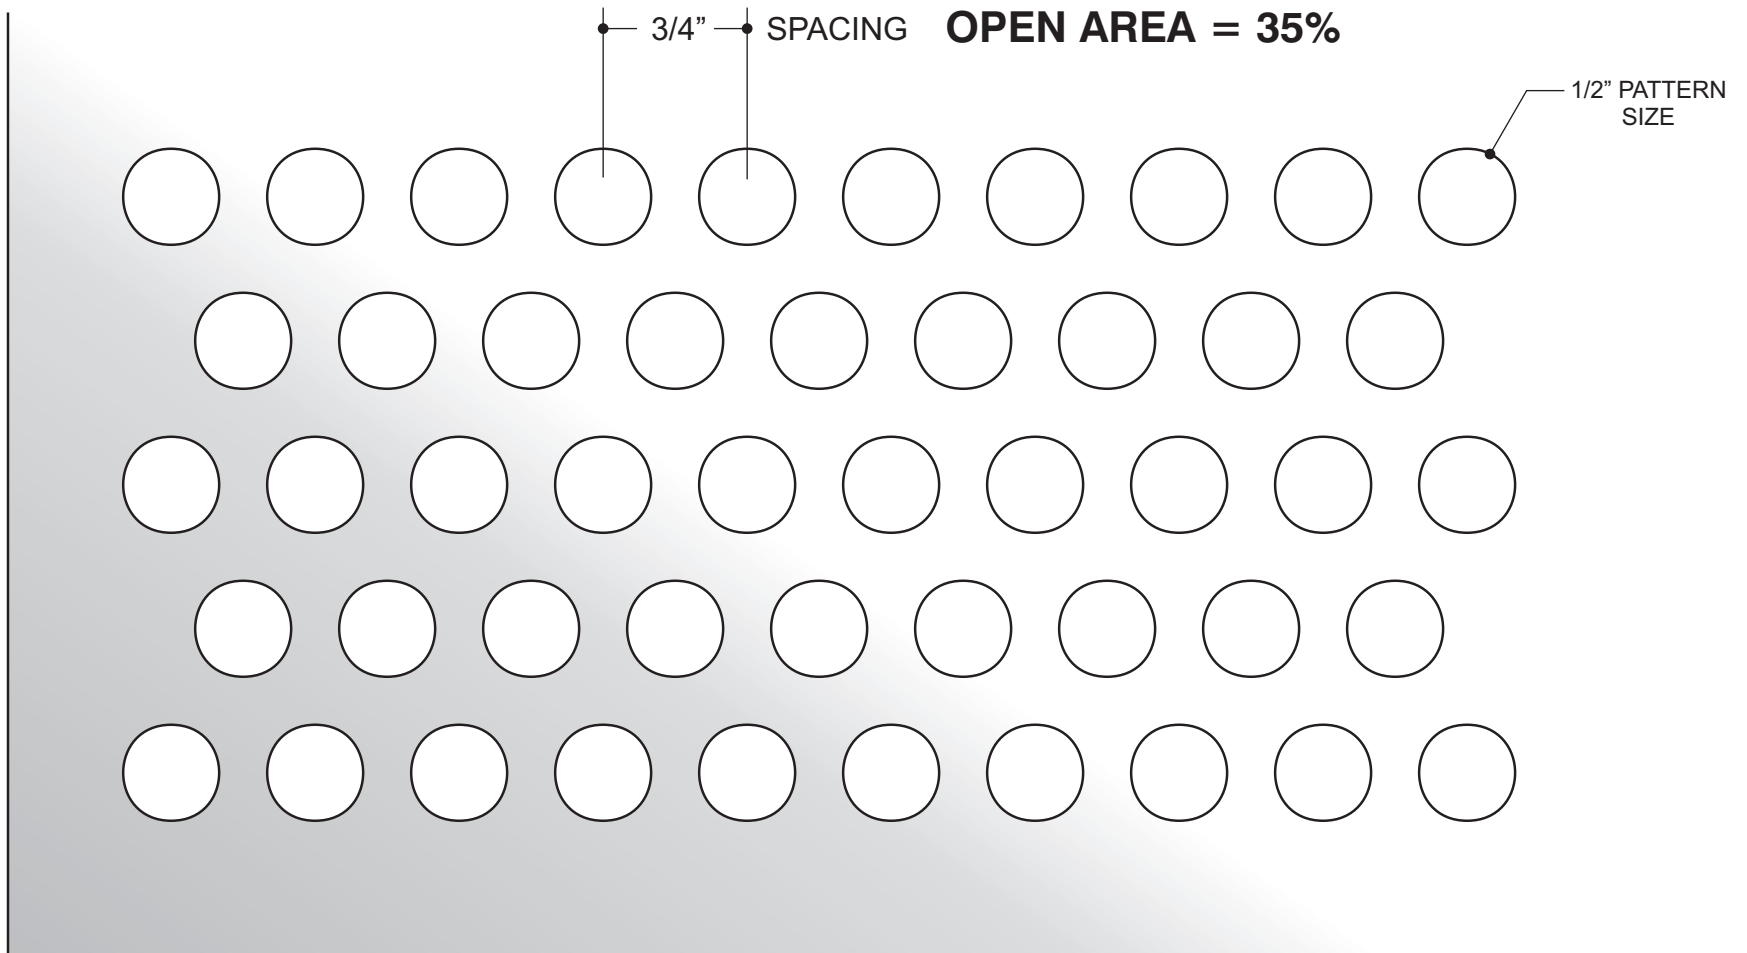 3/4” SPACING OPEN AREA = 35%
1/2” PATTERN
SIZE